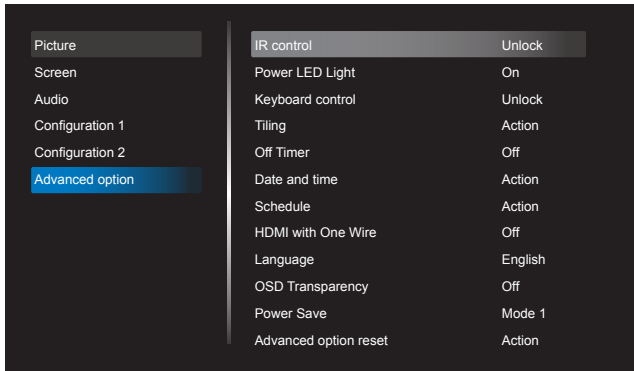 Picture
Screen
Audio
Configuration 1
Configuration 2
Advanced option
IR control Unlock
Power LED Light On
Keyboard control Unlock
Tiling Action
Off Timer Off
Date and time Action
Schedule Action
HDMI with One Wire Off
Language English
OSD Transparency Off
Power Save Mode 1
Advanced option reset Action